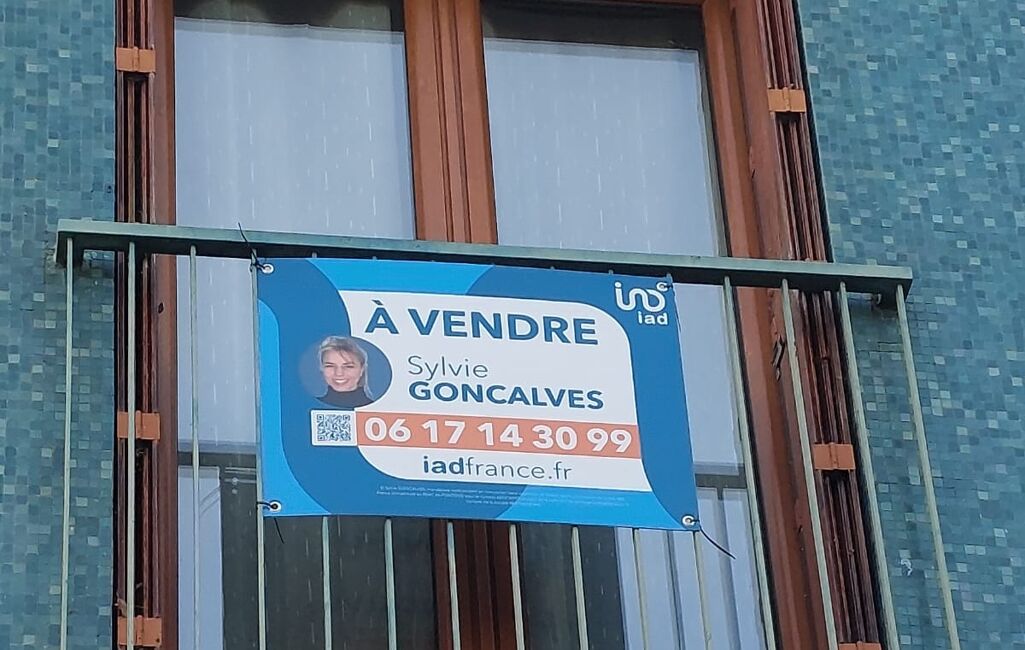 iad
À VENDRE
Sylvie
GONCALVES
06 17 14 30 99
iadfrance.fr